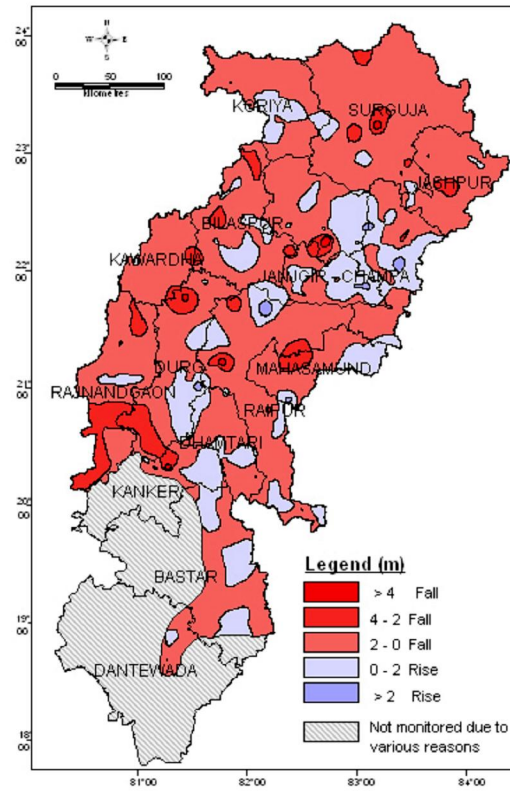 24°
00'
N
W E
S
0 50 100
kilometres
KORIYA
SURGUJA
23°
00'
JASHPUR
BILASPUR
KAWARDHA
22°
00'
JANJGIR - CHAMPA
DURG
MAHASAMUND
21°
00'
RAJNANDGAON
RAIPUR
DHAMTARI
KANKER
20°
00'
BASTAR
Legend (m)
> 4 Fall
4 - 2 Fall
2 - 0 Fall
0 - 2 Rise
> 2 Rise
Not monitored due to
various reasons
19°
00'
DANTEWADA
18°
00'
81°00 82°00 83°00 84°00